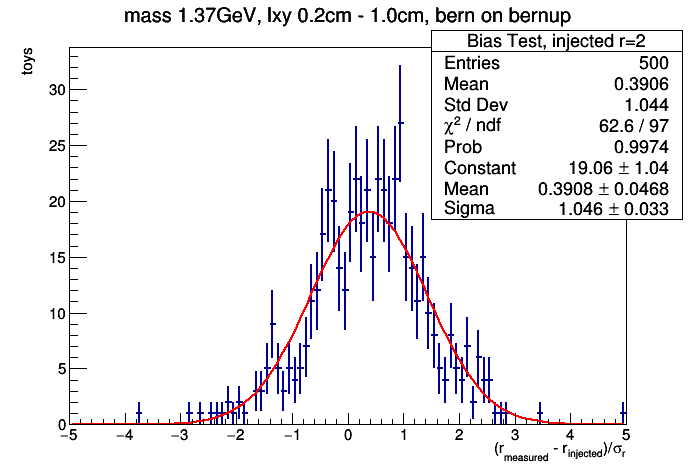 mass 1.37GeV, lxy 0.2cm - 1.0cm, bern on bernup
Bias Test, injected r=2
Entries 500
Mean 0.3906
Std Dev 1.044
χ² / ndf 62.6 / 97
Prob 0.9974
Constant 19.06 ± 1.04
Mean 0.3908 ± 0.0468
Sigma 1.046 ± 0.033
toys
30
25
20
15
10
5
0
−5 −4 −3 −2 −1 0 1 2 3 4 5
(r_measured - r_injected)/σ_r